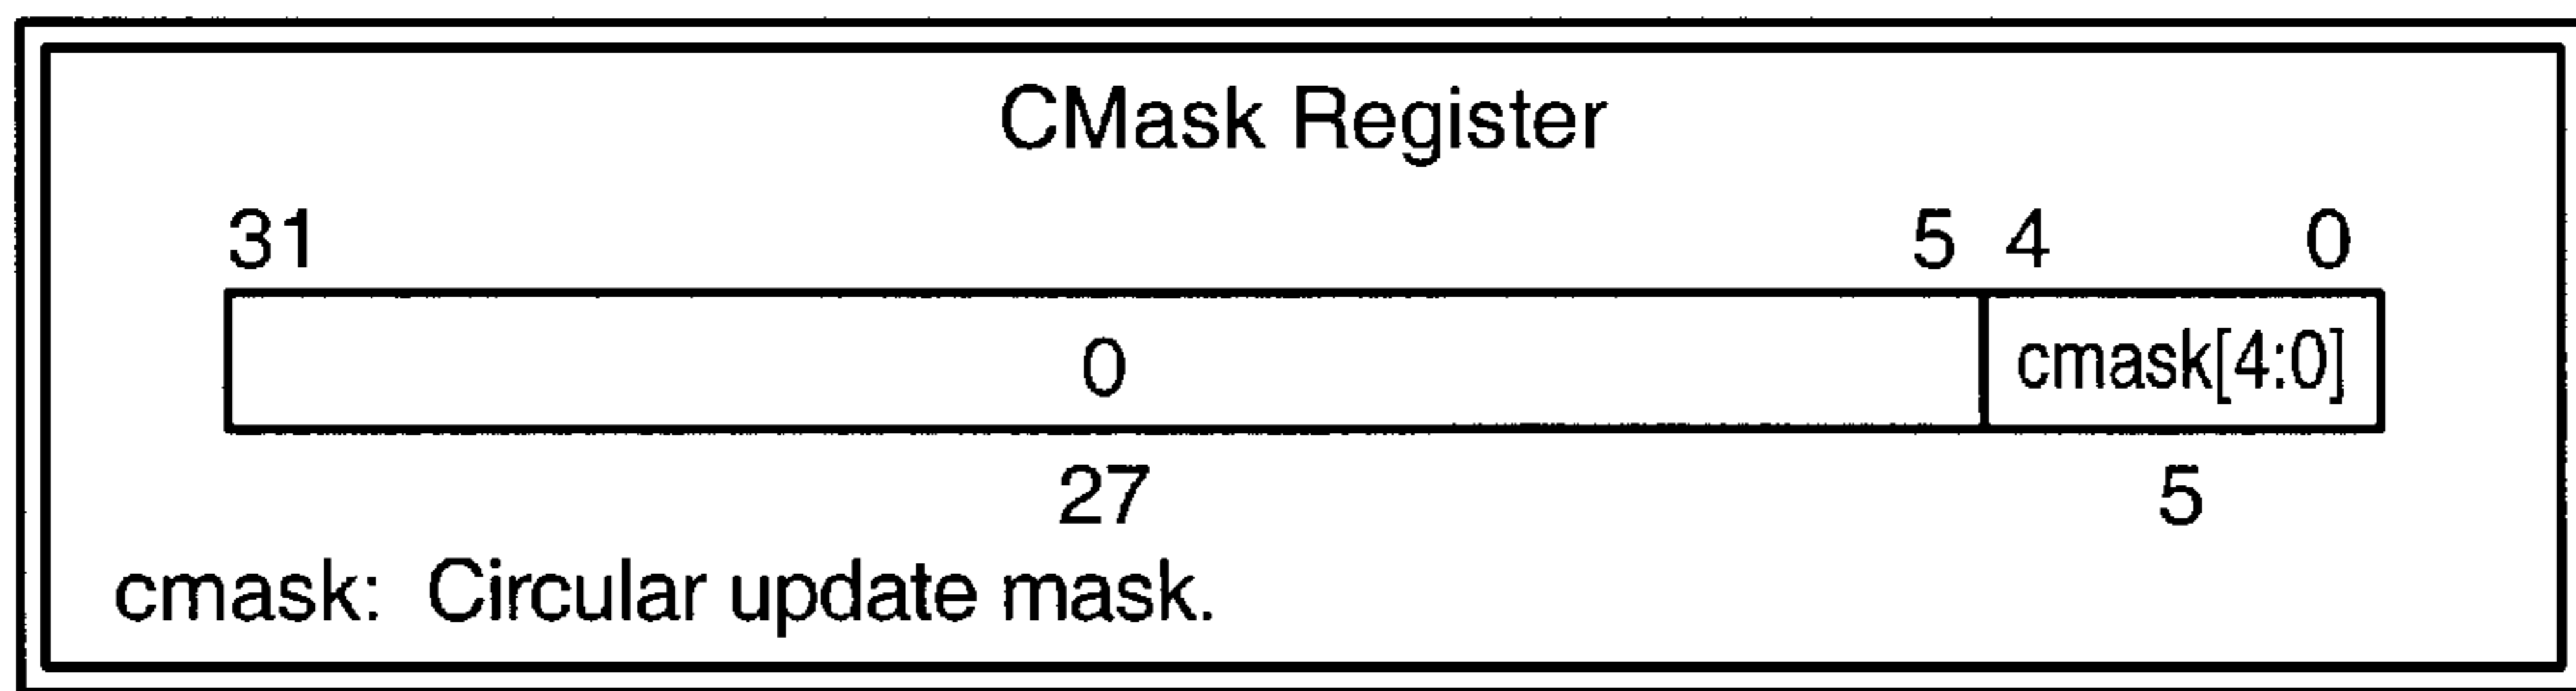 CMask Register
31 5 4 0
0 cmask[4:0]
27 5
cmask: Circular update mask.